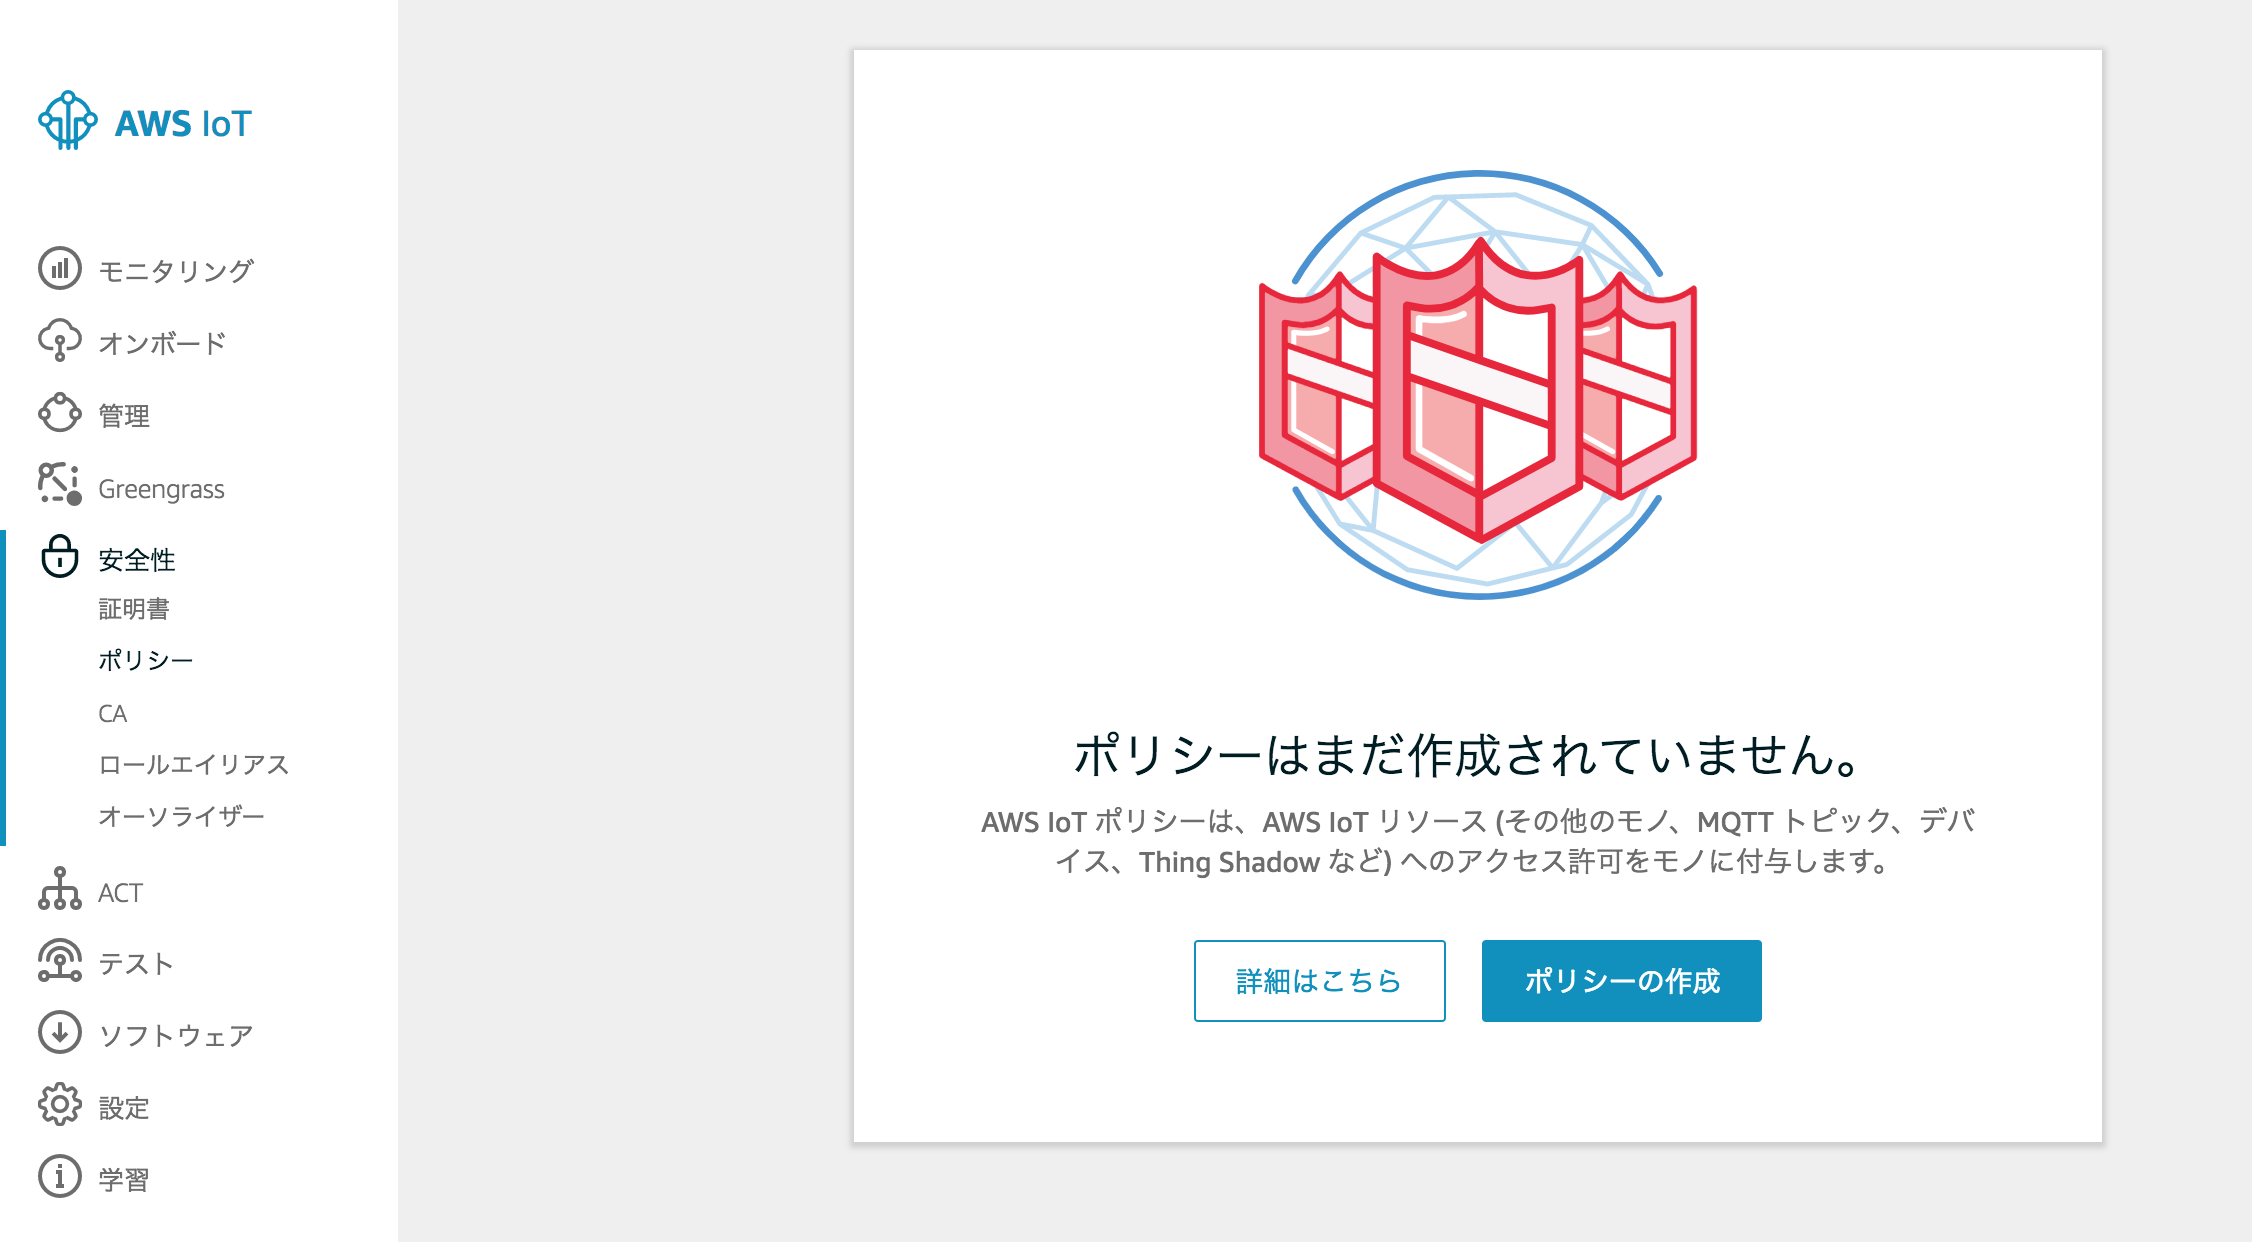 AWS IoT
モニタリング
オンボード
管理
Greengrass
安全性
証明書
ポリシー
CA
ロールエイリアス
オーソライザー
ACT
テスト
ソフトウェア
設定
学習
ポリシーはまだ作成されていません。
AWS IoT ポリシーは、AWS IoT リソース (その他のモノ、MQTT トピック、デバ
イス、Thing Shadow など) へのアクセス許可をモノに付与します。
詳細はこちら
ポリシーの作成